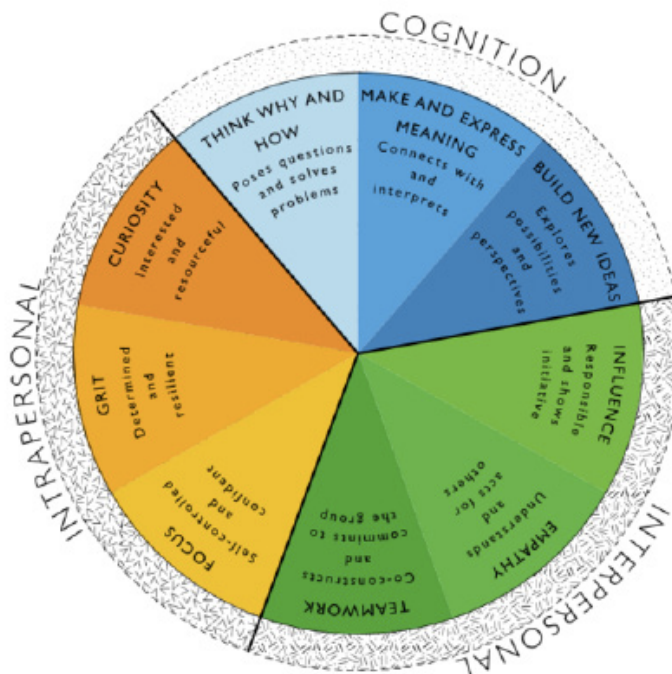 COGNITION
THINK WHY AND
HOW
Poses questions
and solves
problems
MAKE AND EXPRESS
MEANING
Connects with
and
interprets
BUILD NEW IDEAS
Explores
possibilities
and
perspectives
INTERPERSONAL
INFLUENCE
Responsible
and shows
initiative
EMPATHY
Understands
and
acts for
others
TEAMWORK
Co-constructs
and
commints to
the group
INTRAPERSONAL
FOCUS
Self-controlled
and
confident
GRIT
Determined
and
resilient
CURIOSITY
Interested
and
resourceful